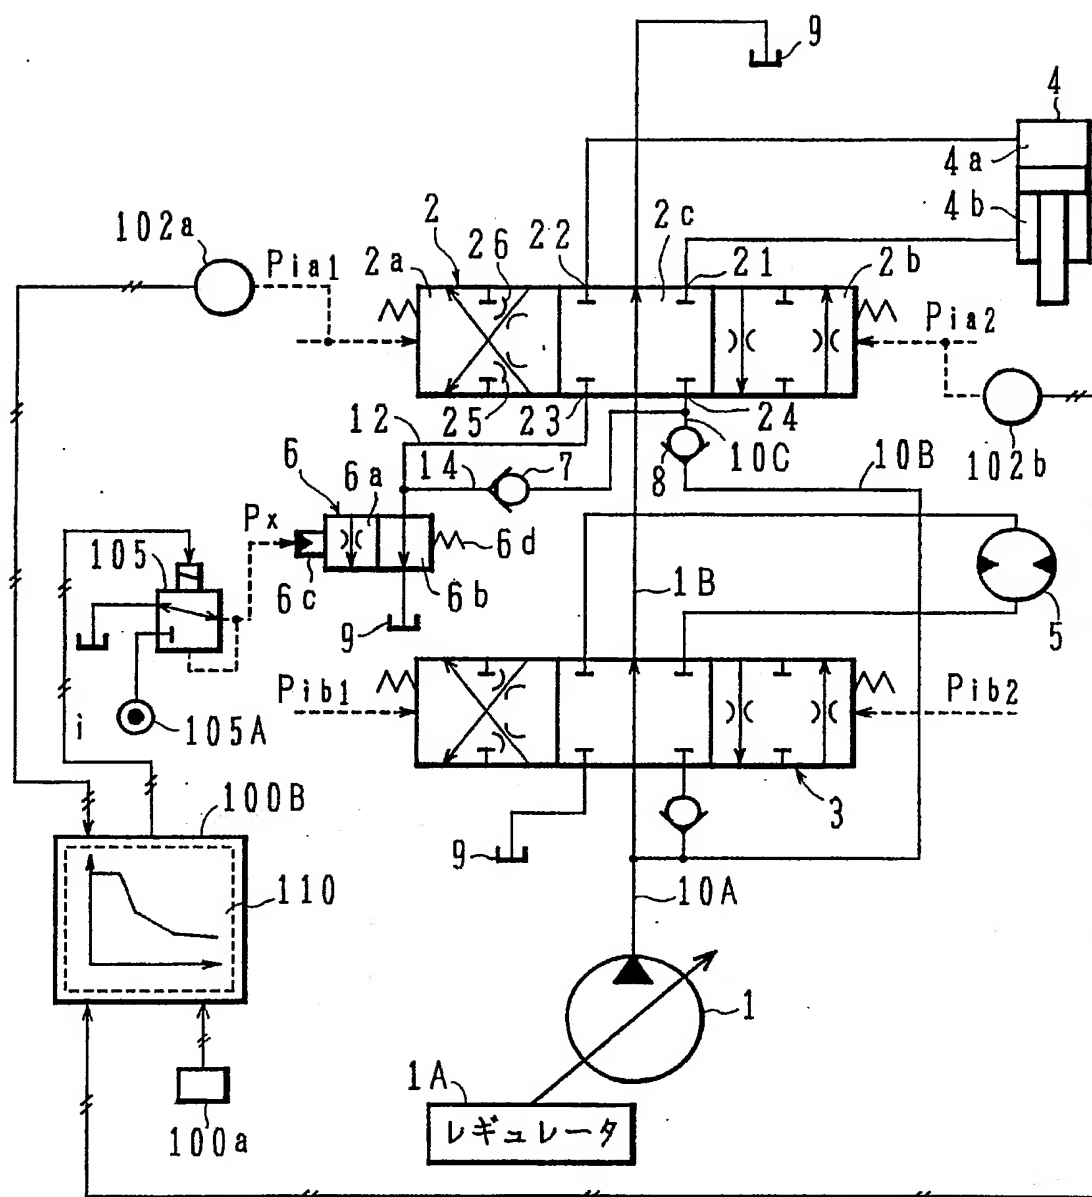 9
4
4a
4b
102a
Pia1
2
2a
26
22
2c
21
2b
Pia2
25
23
24
12
14
7
8
10C
10B
102b
6
6a
Px
6d
105
6c
6b
9
1B
5
Pib1
Pib2
i
105A
3
100B
9
110
10A
1
1A
レギュレータ
100a